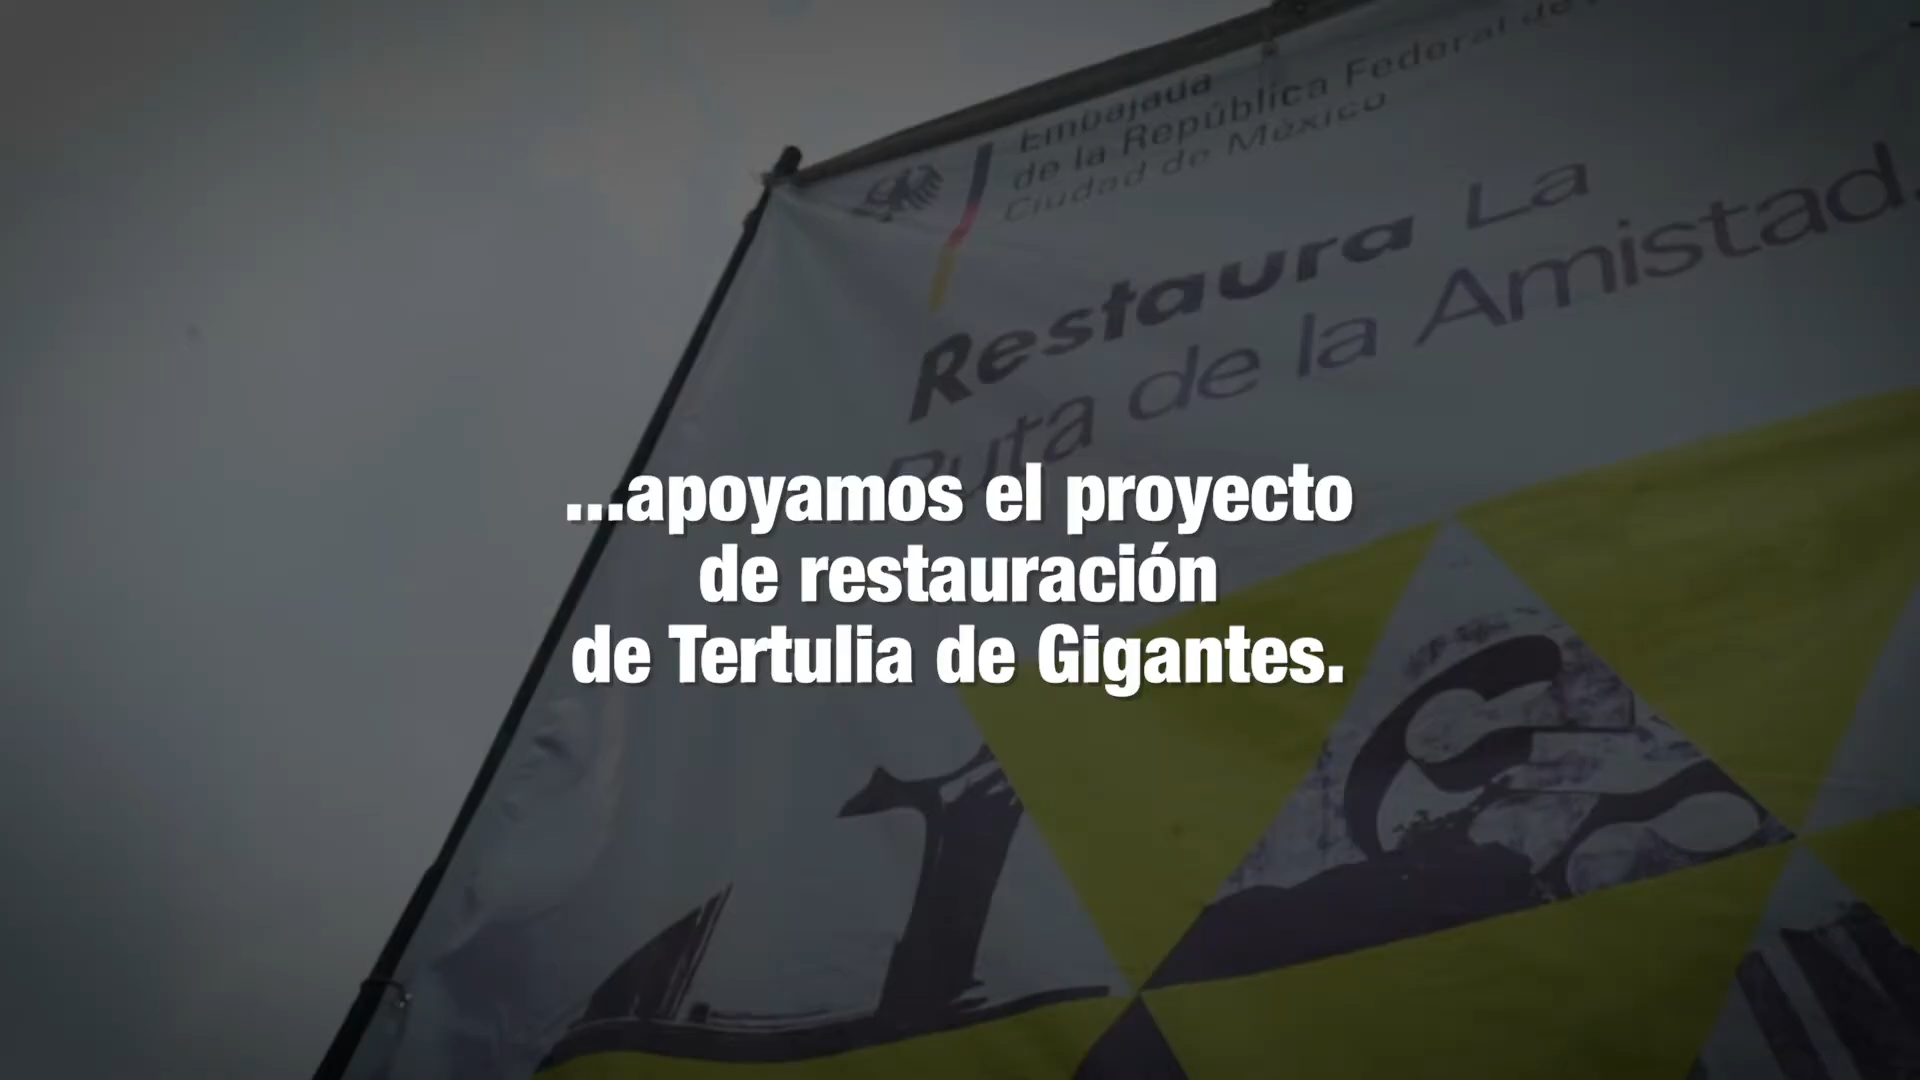 Embajada
de la República Federal de
Ciudad de México
Restaura La
Ruta de la Amistad.
...apoyamos el proyecto
de restauración
de Tertulia de Gigantes.